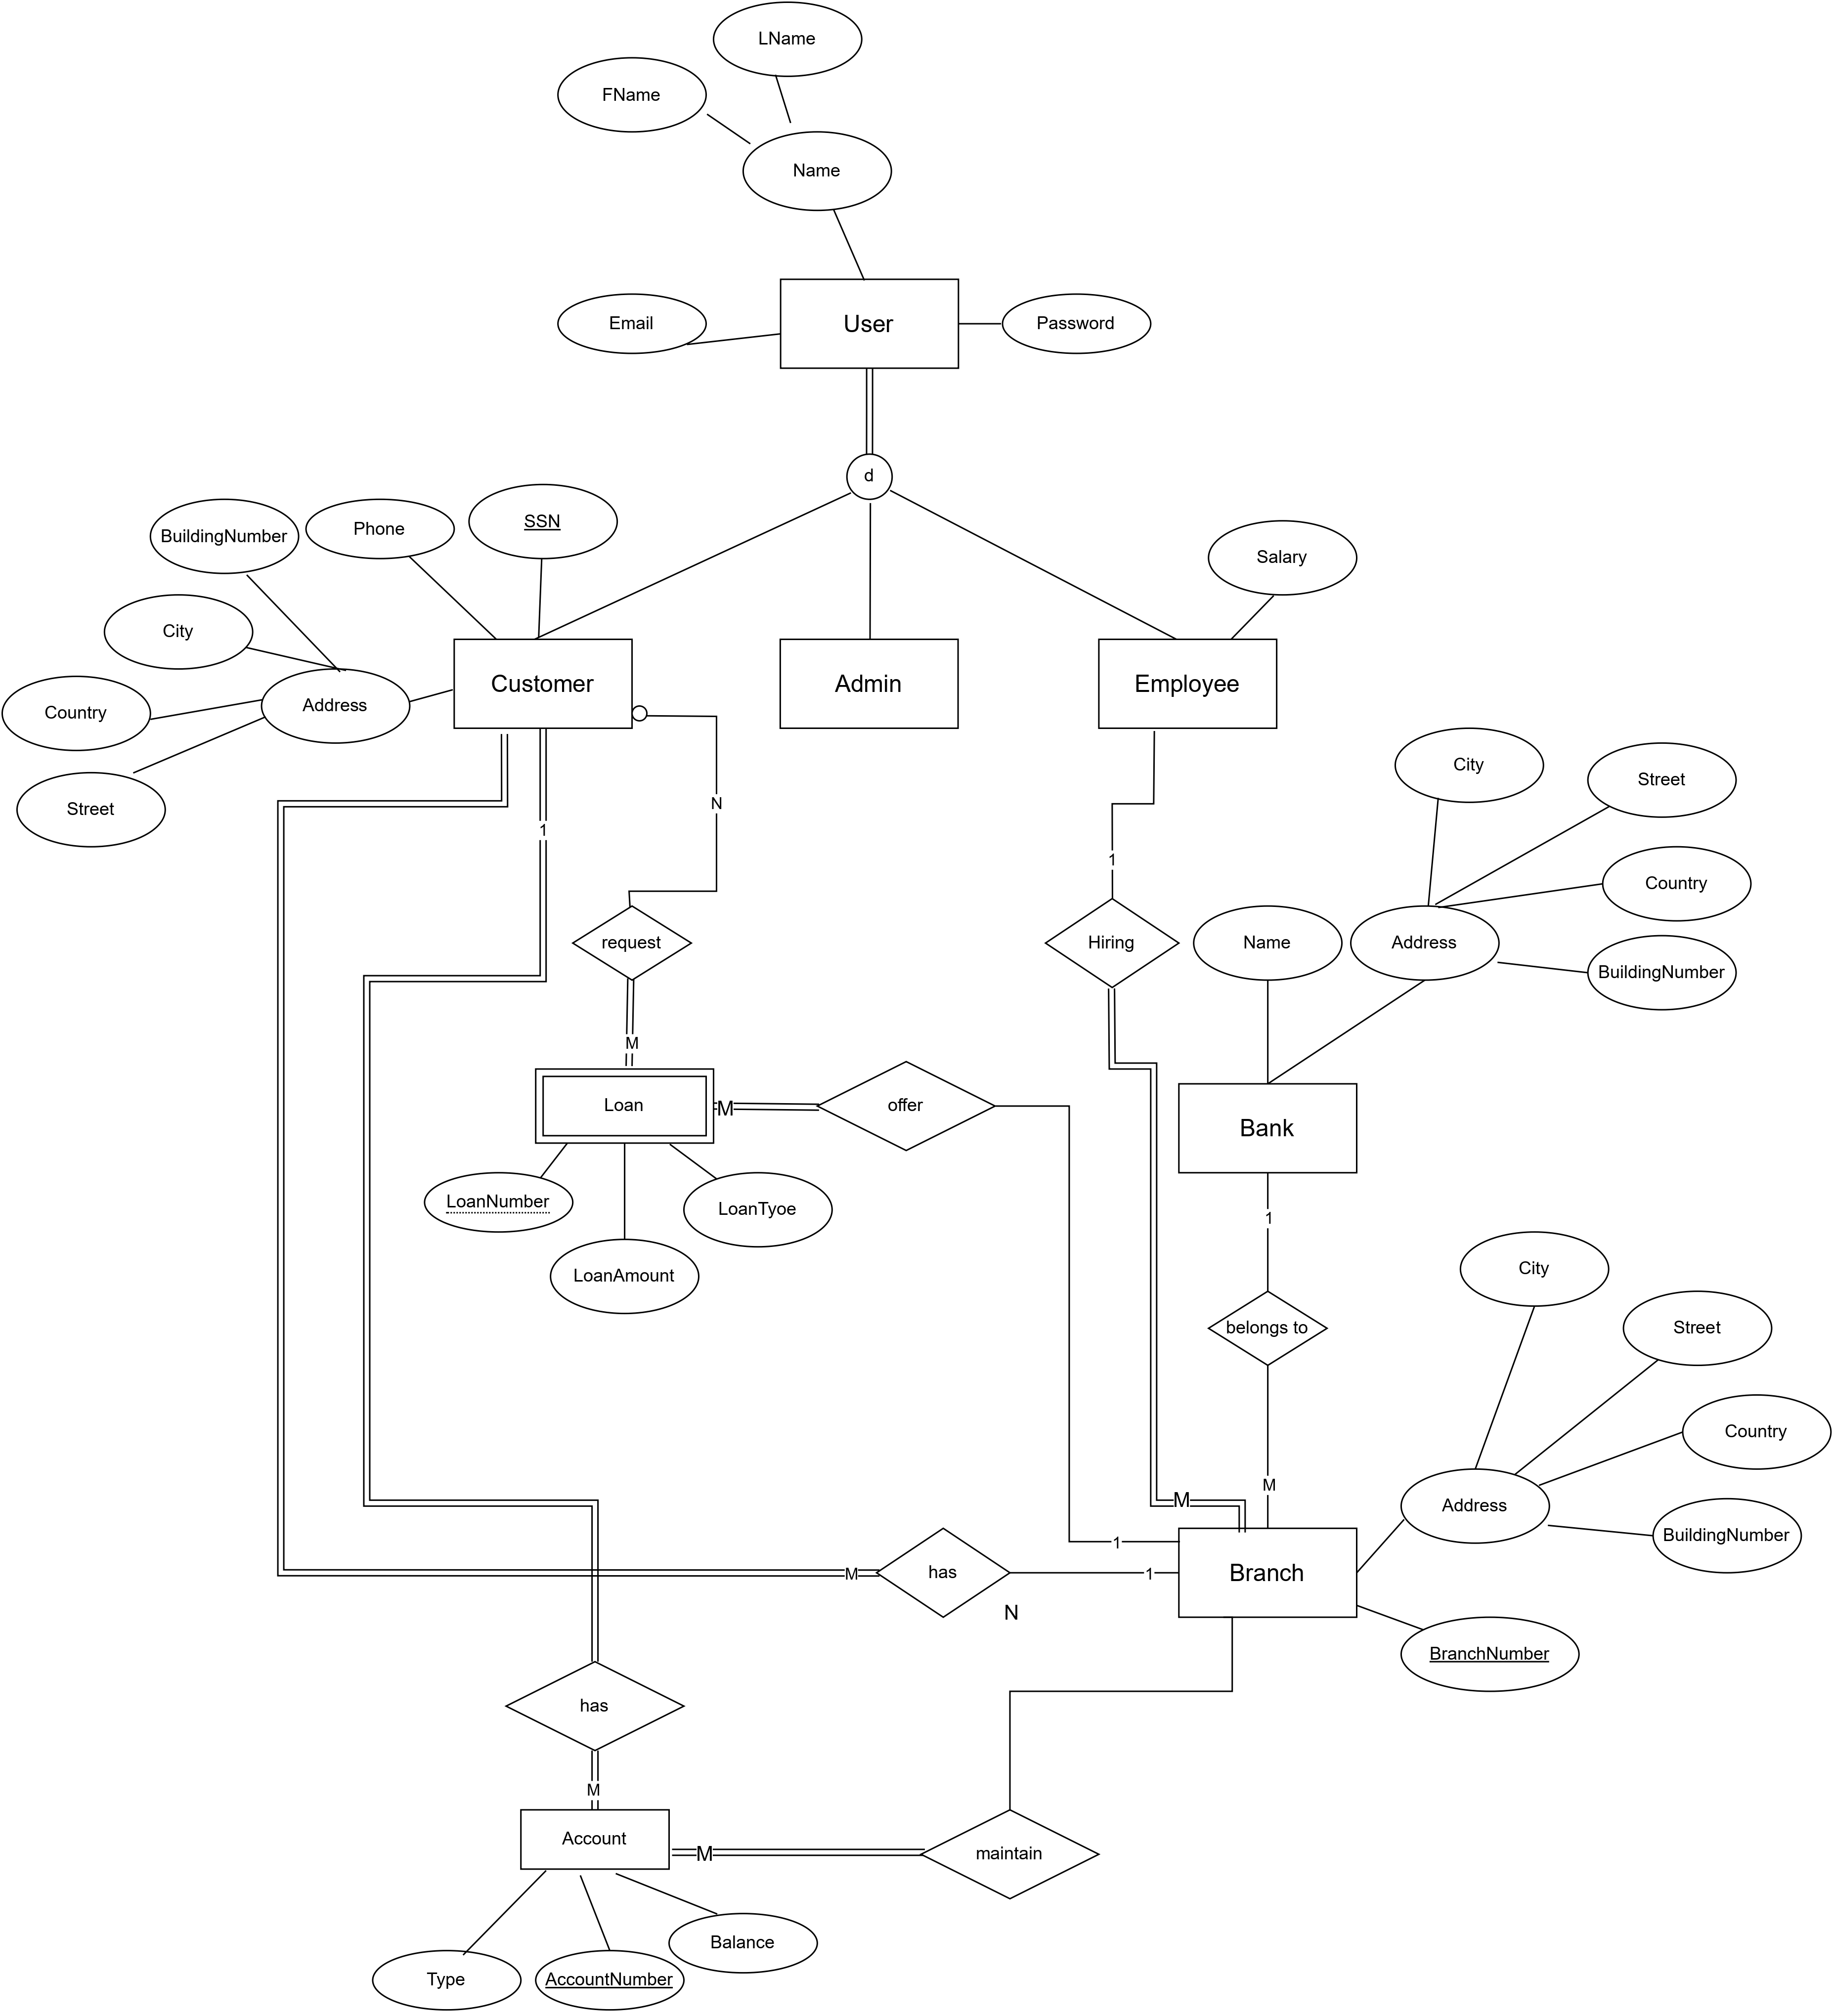 LName
FName
Name
Email
User
Password
d
BuildingNumber
Phone
SSN
Salary
City
Country
Address
Street
Customer
Admin
Employee
City
Street
N
1
1
Country
request
Hiring
Name
Address
BuildingNumber
M
Loan
M
offer
Bank
LoanNumber
LoanTyoe
LoanAmount
1
City
belongs to
Street
Country
M
M
Address
BuildingNumber
1
M
has
1
Branch
N
BranchNumber
has
M
Account
M
maintain
Balance
Type
AccountNumber